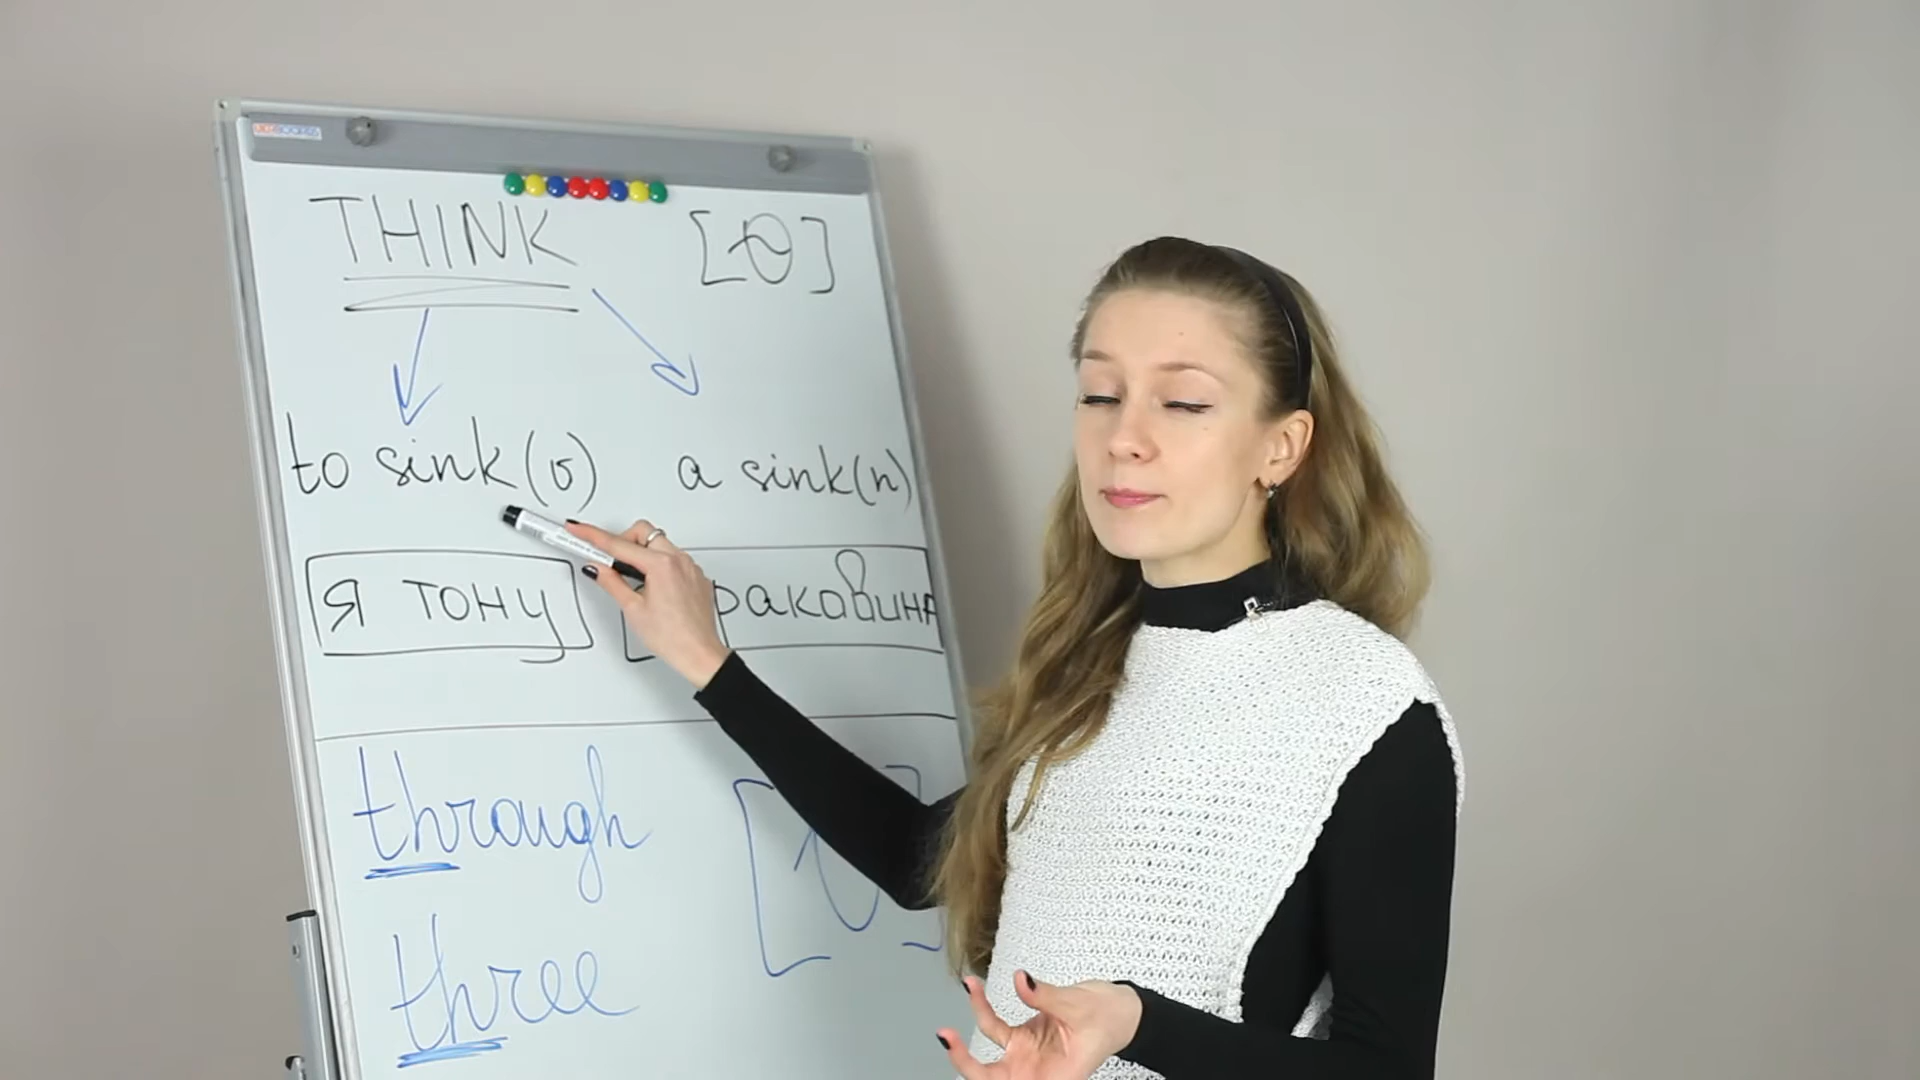 THINK [θ]
to sink (v) a sink (n)
я тону раковина
through
three